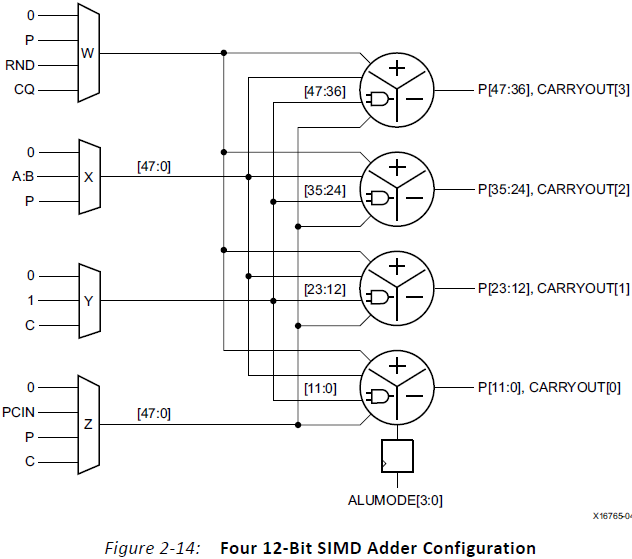 0
P
RND
CQ
W
+
[47:36]
P[47:36], CARRYOUT[3]
0
A:B
P
X
[47:0]
+
[35:24]
P[35:24], CARRYOUT[2]
0
1
C
Y
+
[23:12]
P[23:12], CARRYOUT[1]
0
PCIN
P
C
Z
[47:0]
+
[11:0]
P[11:0], CARRYOUT[0]
ALUMODE[3:0]
X16765-04
Figure 2-14: Four 12-Bit SIMD Adder Configuration